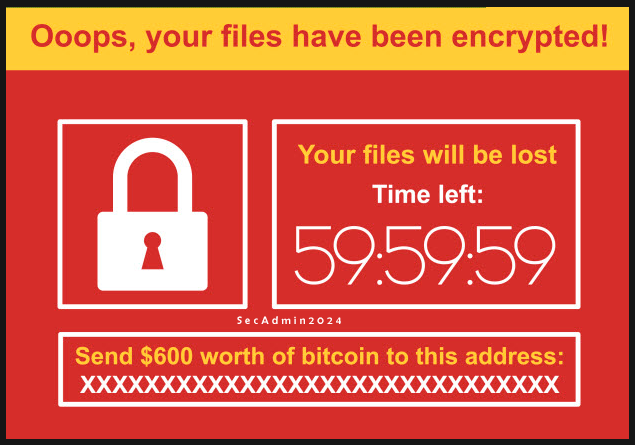 Ooops, your files have been encrypted!
Your files will be lost
Time left:
59:59:59
SecAdmin2024
Send $600 worth of bitcoin to this address:
XXXXXXXXXXXXXXXXXXXXXXXXXXXXXX